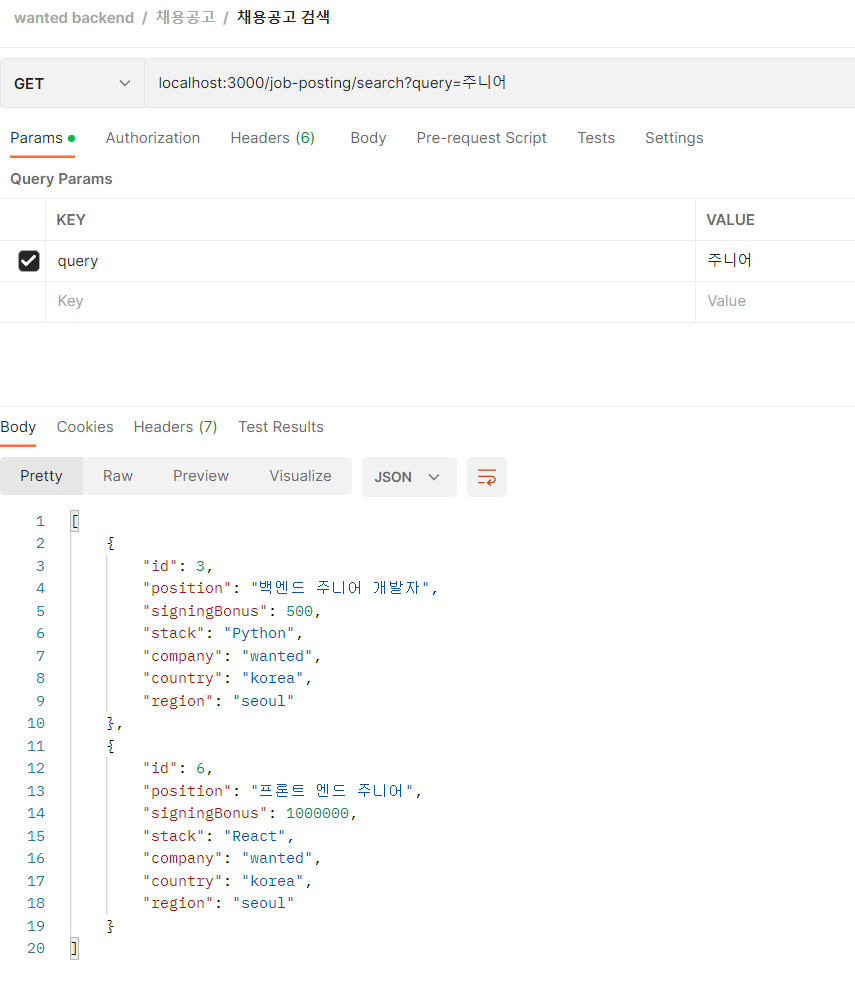 wanted backend / 채용공고 / 채용공고 검색
GET localhost:3000/job-posting/search?query=주니어
Params Authorization Headers (6) Body Pre-request Script Tests Settings
Query Params
KEY VALUE
query 주니어
Key Value
Body Cookies Headers (7) Test Results
Pretty Raw Preview Visualize JSON
1 [
2 {
3 "id": 3,
4 "position": "백엔드 주니어 개발자",
5 "signingBonus": 500,
6 "stack": "Python",
7 "company": "wanted",
8 "country": "korea",
9 "region": "seoul"
10 },
11 {
12 "id": 6,
13 "position": "프론트 엔드 주니어",
14 "signingBonus": 1000000,
15 "stack": "React",
16 "company": "wanted",
17 "country": "korea",
18 "region": "seoul"
19 }
20 ]